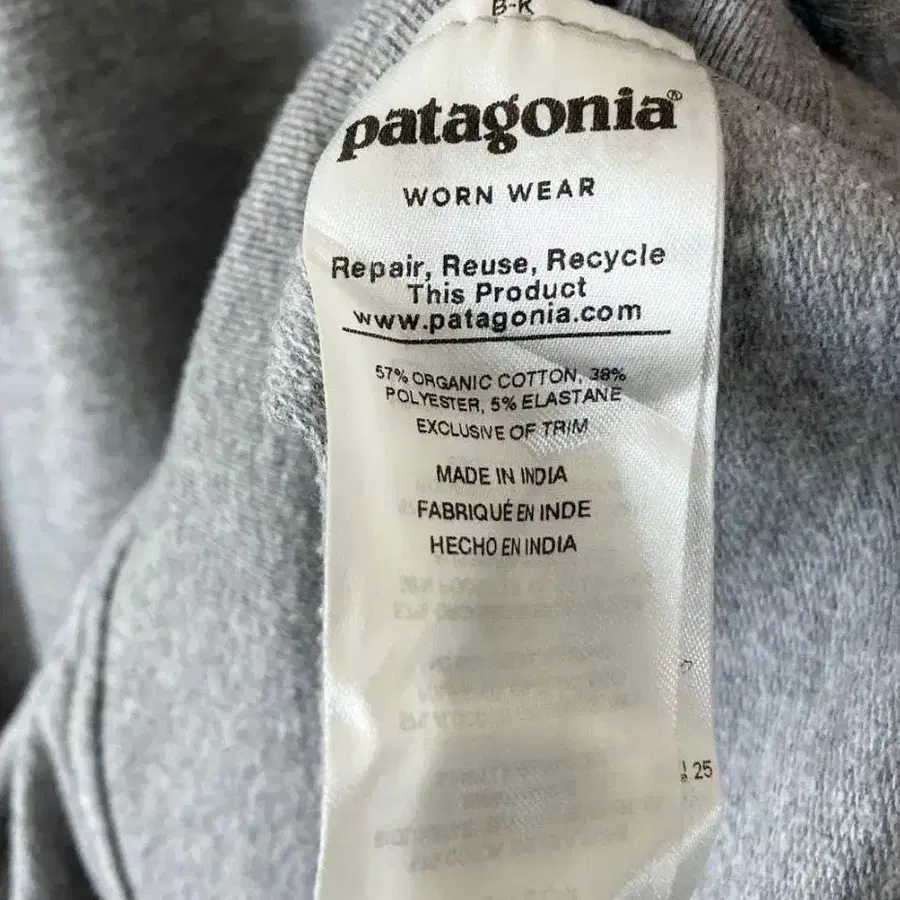 B-K
patagonia®
WORN WEAR
Repair, Reuse, Recycle
This Product
www.patagonia.com
57% ORGANIC COTTON, 38%
POLYESTER, 5% ELASTANE
EXCLUSIVE OF TRIM
MADE IN INDIA
FABRIQUÉ EN INDE
HECHO EN INDIA
25